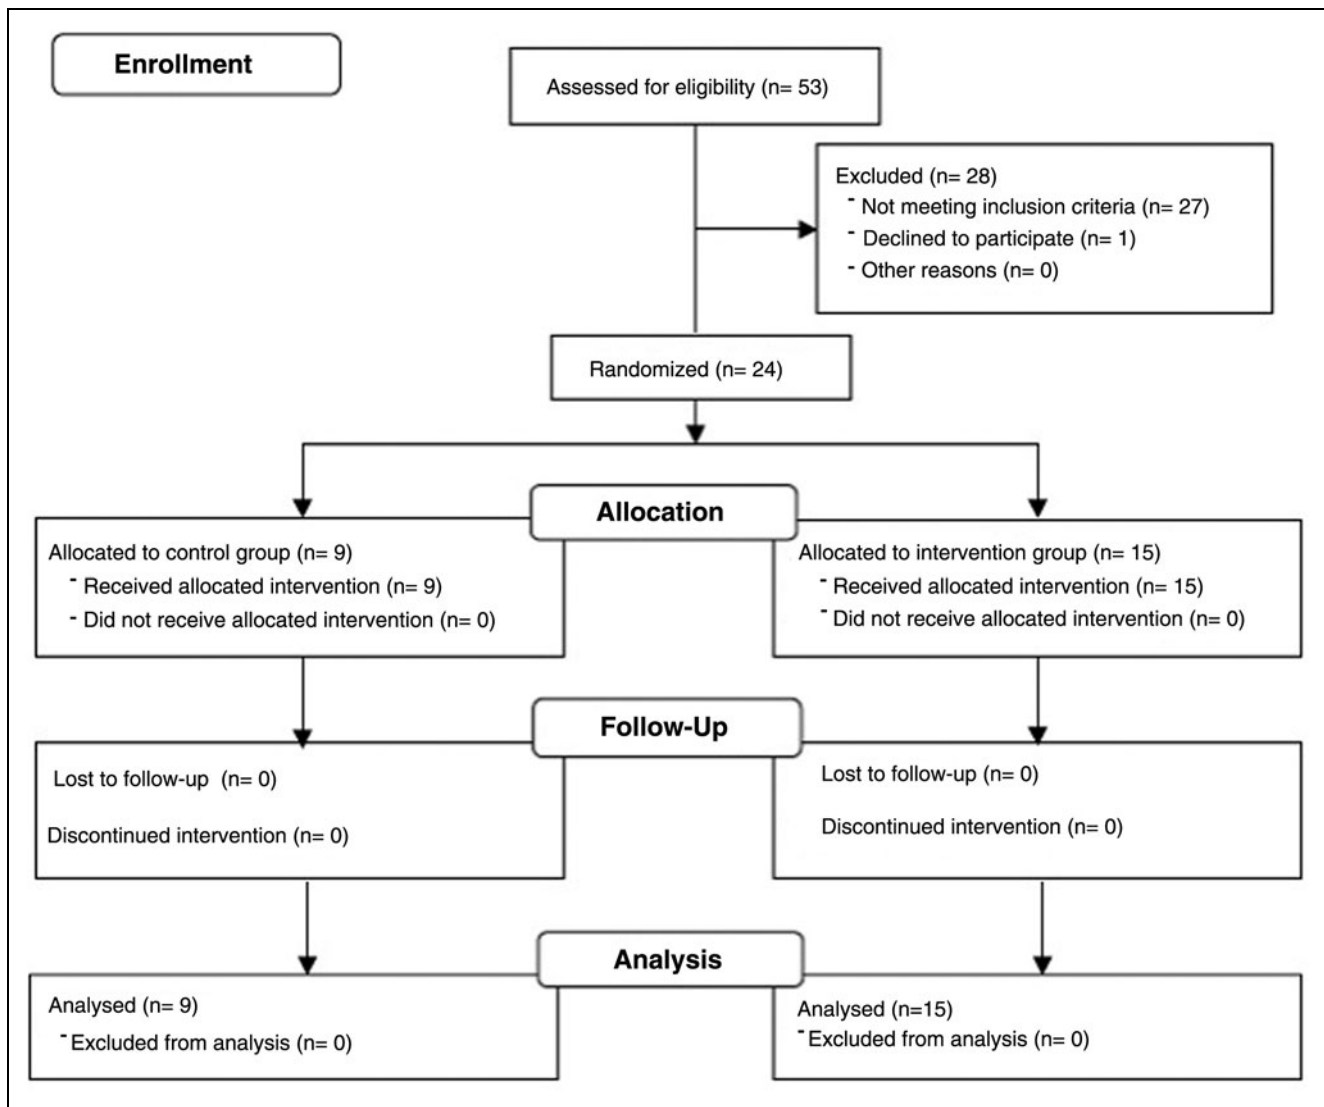 Enrollment
Assessed for eligibility (n= 53)
Excluded (n= 28)
- Not meeting inclusion criteria (n= 27)
- Declined to participate (n= 1)
- Other reasons (n= 0)
Randomized (n= 24)
Allocation
Allocated to control group (n= 9)
- Received allocated intervention (n= 9)
- Did not receive allocated intervention (n= 0)
Allocated to intervention group (n= 15)
- Received allocated intervention (n= 15)
- Did not receive allocated intervention (n= 0)
Follow-Up
Lost to follow-up (n= 0)
Discontinued intervention (n= 0)
Lost to follow-up (n= 0)
Discontinued intervention (n= 0)
Analysis
Analysed (n= 9)
- Excluded from analysis (n= 0)
Analysed (n=15)
- Excluded from analysis (n= 0)